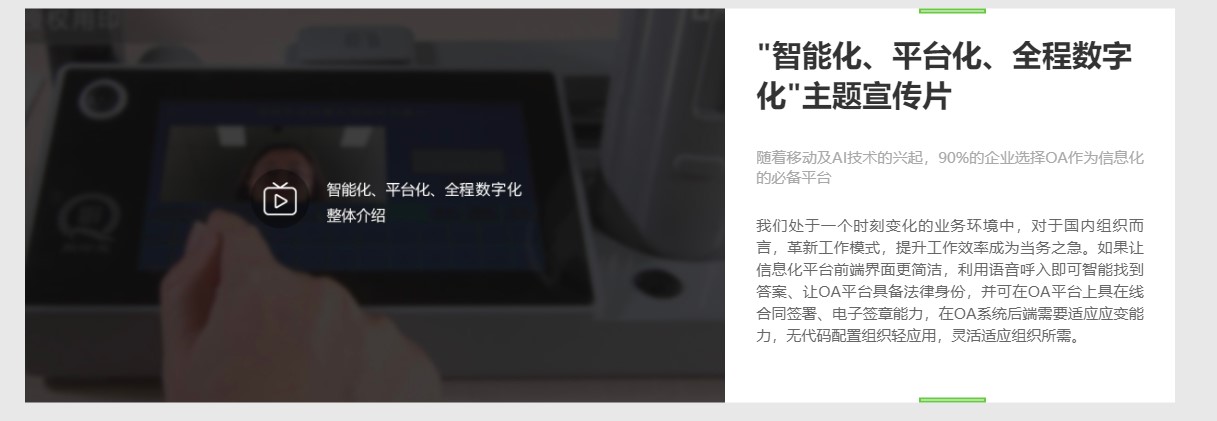 智能化、平台化、全程数字化
整体介绍
"智能化、平台化、全程数字
化"主题宣传片
随着移动及AI技术的兴起，90%的企业选择OA作为信息化
的必备平台
我们处于一个时刻变化的业务环境中，对于国内组织而
言，革新工作模式，提升工作效率成为当务之急。如果让
信息化平台前端界面更简洁，利用语音呼入即可智能找到
答案、让OA平台具备法律身份，并可在OA平台上具在线
合同签署、电子签章能力，在OA系统后端需要适应应变能
力，无代码配置组织轻应用，灵活适应组织所需。